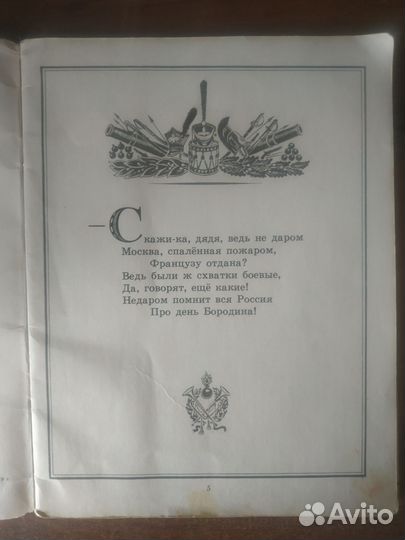 — Скажи-ка, дядя, ведь не даром
Москва, спалённая пожаром,
Французу отдана?
Ведь были ж схватки боевые,
Да, говорят, ещё какие!
Недаром помнит вся Россия
Про день Бородина!
5
Avito